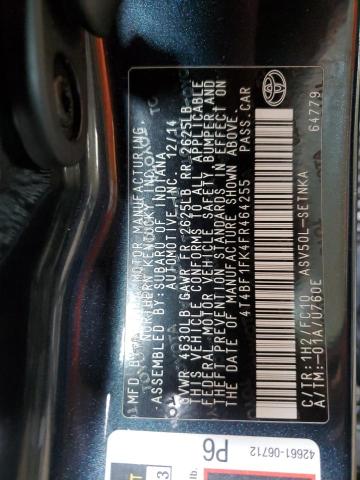 MFD. BY: TOYOTA MOTOR MANUFACTURING
NORTHERN KENTUCKY INC.
ASSEMBLED BY: SUBARU OF INDIANA
AUTOMOTIVE INC. 12/14
GVWR 4630LB GAWR FR 2625LB RR 2625LB
THIS VEHICLE CONFORMS TO ALL APPLICABLE
FEDERAL MOTOR VEHICLE SAFETY, BUMPER AND
THEFT PREVENTION STANDARDS IN EFFECT ON
THE DATE OF MANUFACTURE SHOWN ABOVE.
4T4BF1FK4FR464255 PASS.CAR
C/TR: 1H2/FC10 ASV50L-SETNKA
A/TM: -01A/U760E 64779
42661-06712
P6
lb.
3